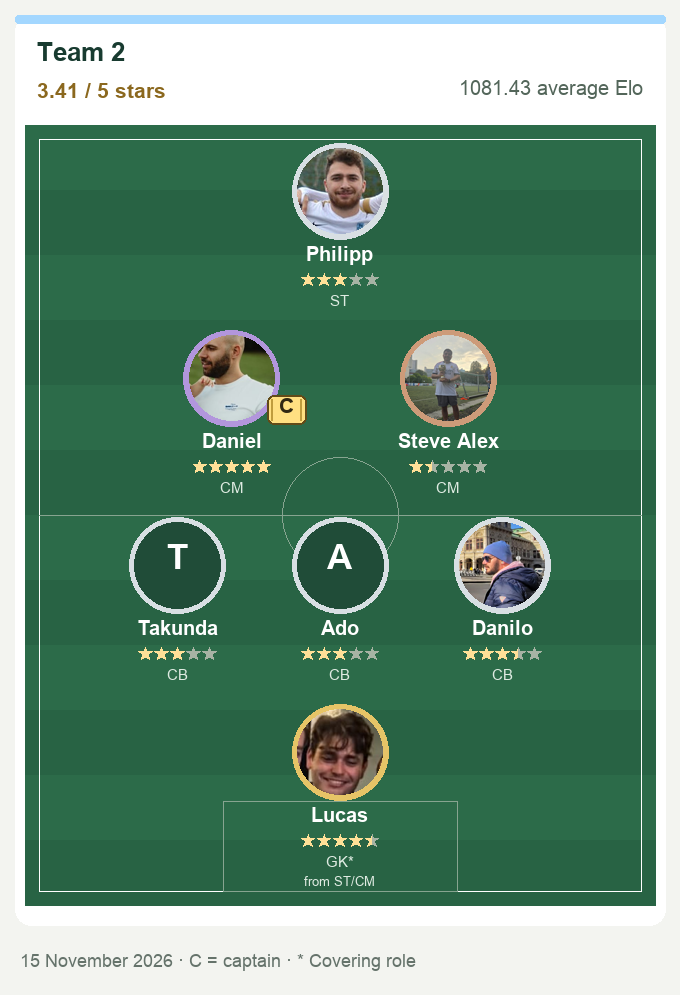 Team 2
3.41 / 5 stars
1081.43 average Elo
Philipp
ST
C
Daniel
CM
Steve Alex
CM
T
Takunda
CB
A
Ado
CB
Danilo
CB
Lucas
GK*
from ST/CM
15 November 2026 · C = captain · * Covering role